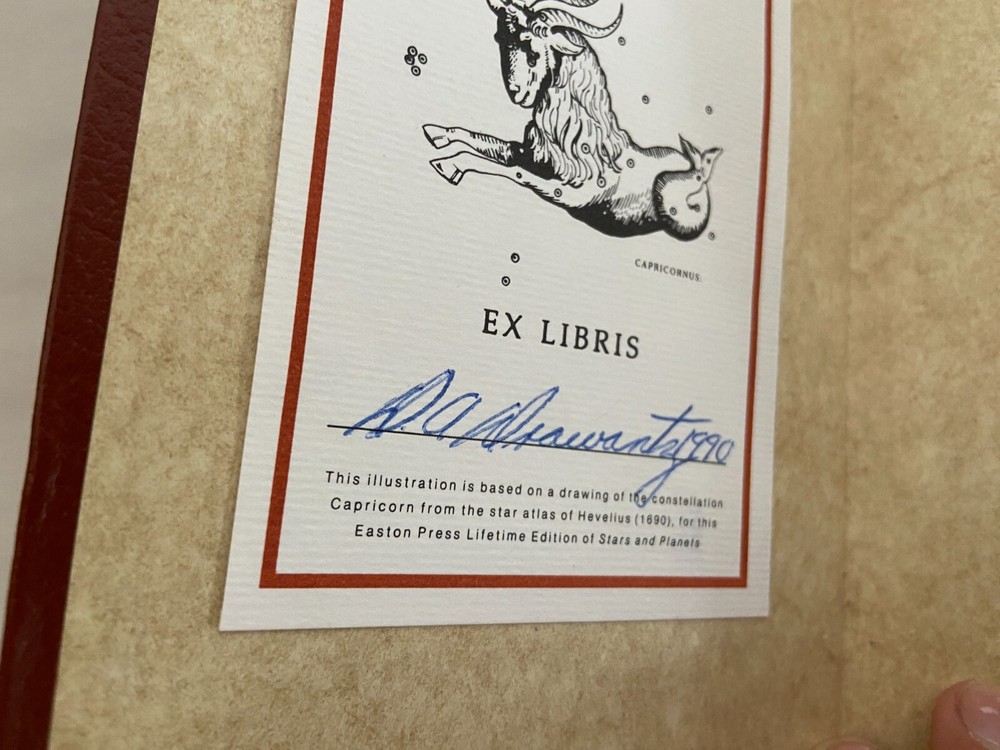 CAPRICORNUS.
EX LIBRIS
D. A. 1990
This illustration is based on a drawing of the constellation
Capricorn from the star atlas of Hevelius (1690), for this
Easton Press Lifetime Edition of Stars and Planets